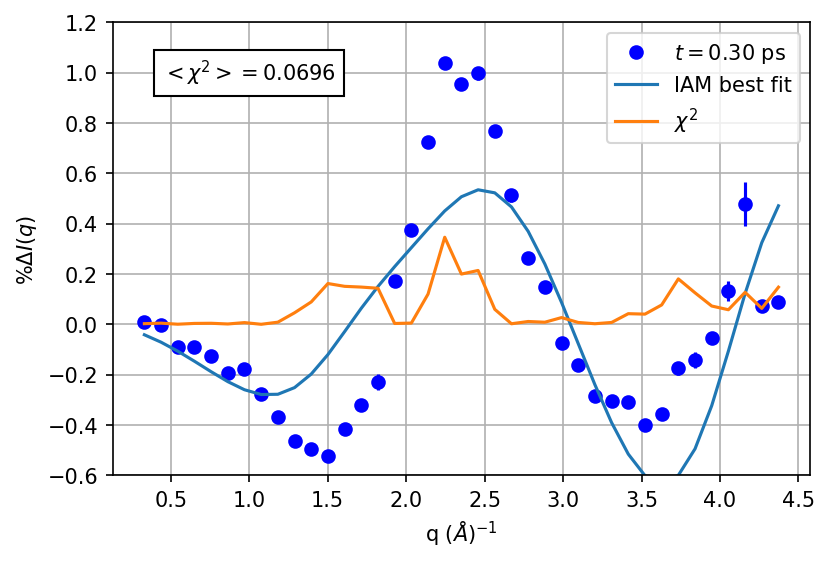 1.2
1.0
0.8
0.6
0.4
0.2
0.0
−0.2
−0.4
−0.6
%ΔI(q)
< χ² > = 0.0696
t = 0.30 ps
IAM best fit
χ²
0.5 1.0 1.5 2.0 2.5 3.0 3.5 4.0 4.5
q (Å)⁻¹